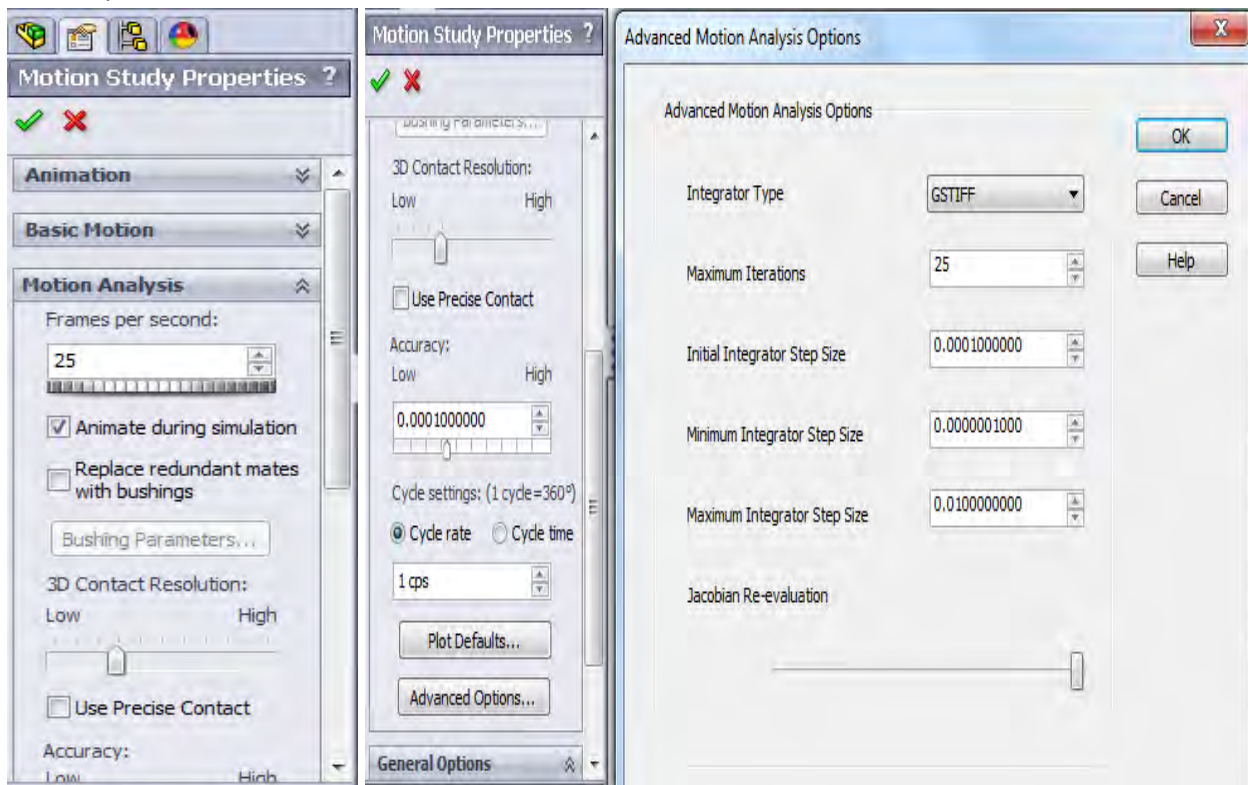 Motion Study Properties ?
Animation
Basic Motion
Motion Analysis
Frames per second:
25
Animate during simulation
Replace redundant mates
with bushings
Bushing Parameters...
3D Contact Resolution:
Low High
Use Precise Contact
Accuracy:
Low High
Motion Study Properties ?
Bushing Parameters...
3D Contact Resolution:
Low High
Use Precise Contact
Accuracy:
Low High
0.0001000000
Cycle settings: (1 cycle=360°)
Cycle rate Cycle time
1 cps
Plot Defaults...
Advanced Options...
General Options
Advanced Motion Analysis Options
X
Advanced Motion Analysis Options
OK
Integrator Type GSTIFF
Cancel
Maximum Iterations 25
Help
Initial Integrator Step Size 0.0001000000
Minimum Integrator Step Size 0.0000001000
Maximum Integrator Step Size 0.0100000000
Jacobian Re-evaluation